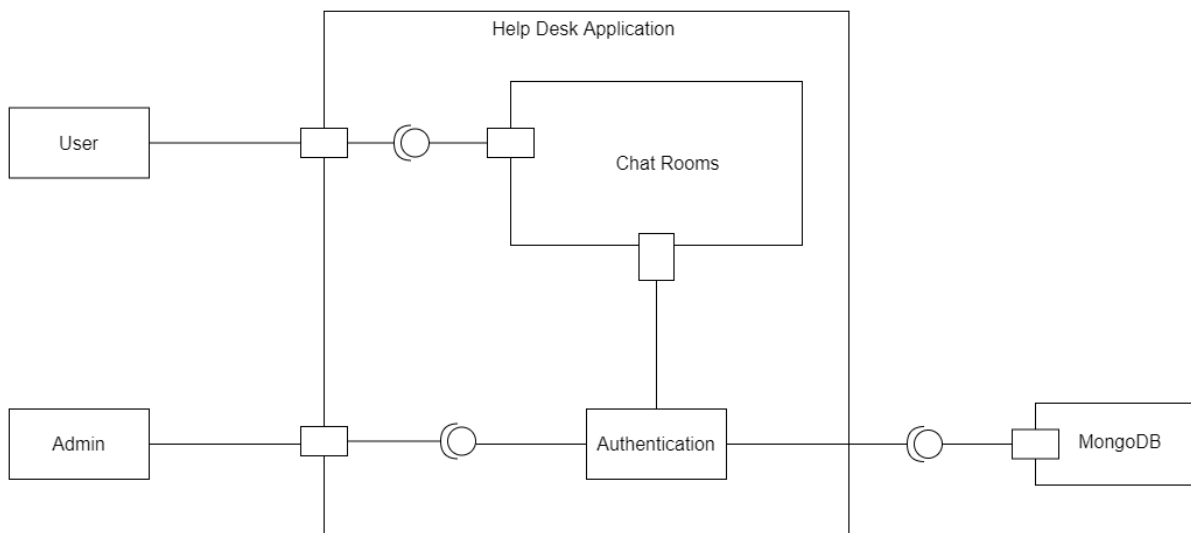 Help Desk Application
User
Chat Rooms
Admin
Authentication
MongoDB